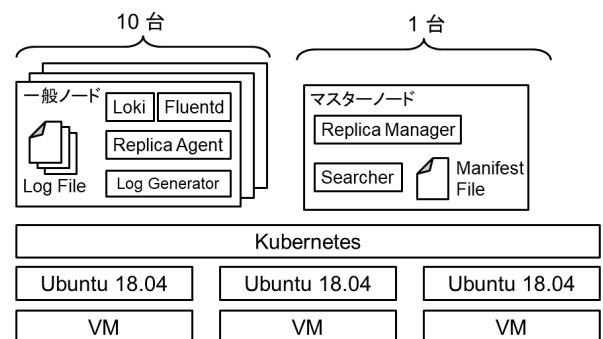 10 台
1 台
一般ノード
Loki
Fluentd
Replica Agent
Log Generator
Log File
マスターノード
Replica Manager
Searcher
Manifest
File
Kubernetes
Ubuntu 18.04
Ubuntu 18.04
Ubuntu 18.04
VM
VM
VM